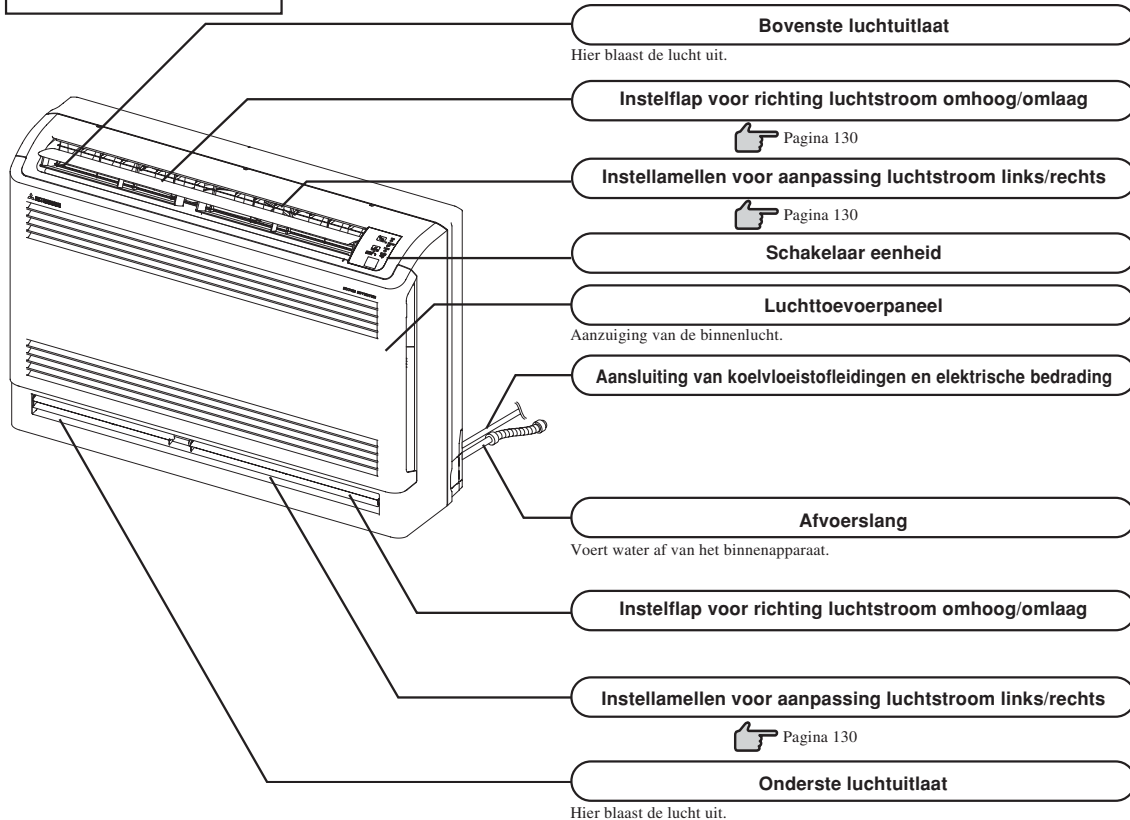 Bovenste luchtuitlaat
Hier blaast de lucht uit.
Instelflap voor richting luchtstroom omhoog/omlaag
Pagina 130
Instellamellen voor aanpassing luchtstroom links/rechts
Pagina 130
Schakelaar eenheid
Luchttoevoerpaneel
Aanzuiging van de binnenlucht.
Aansluiting van koelvloeistofleidingen en elektrische bedrading
Afvoerslang
Voert water af van het binnenapparaat.
Instelflap voor richting luchtstroom omhoog/omlaag
Instellamellen voor aanpassing luchtstroom links/rechts
Pagina 130
Onderste luchtuitlaat
Hier blaast de lucht uit.